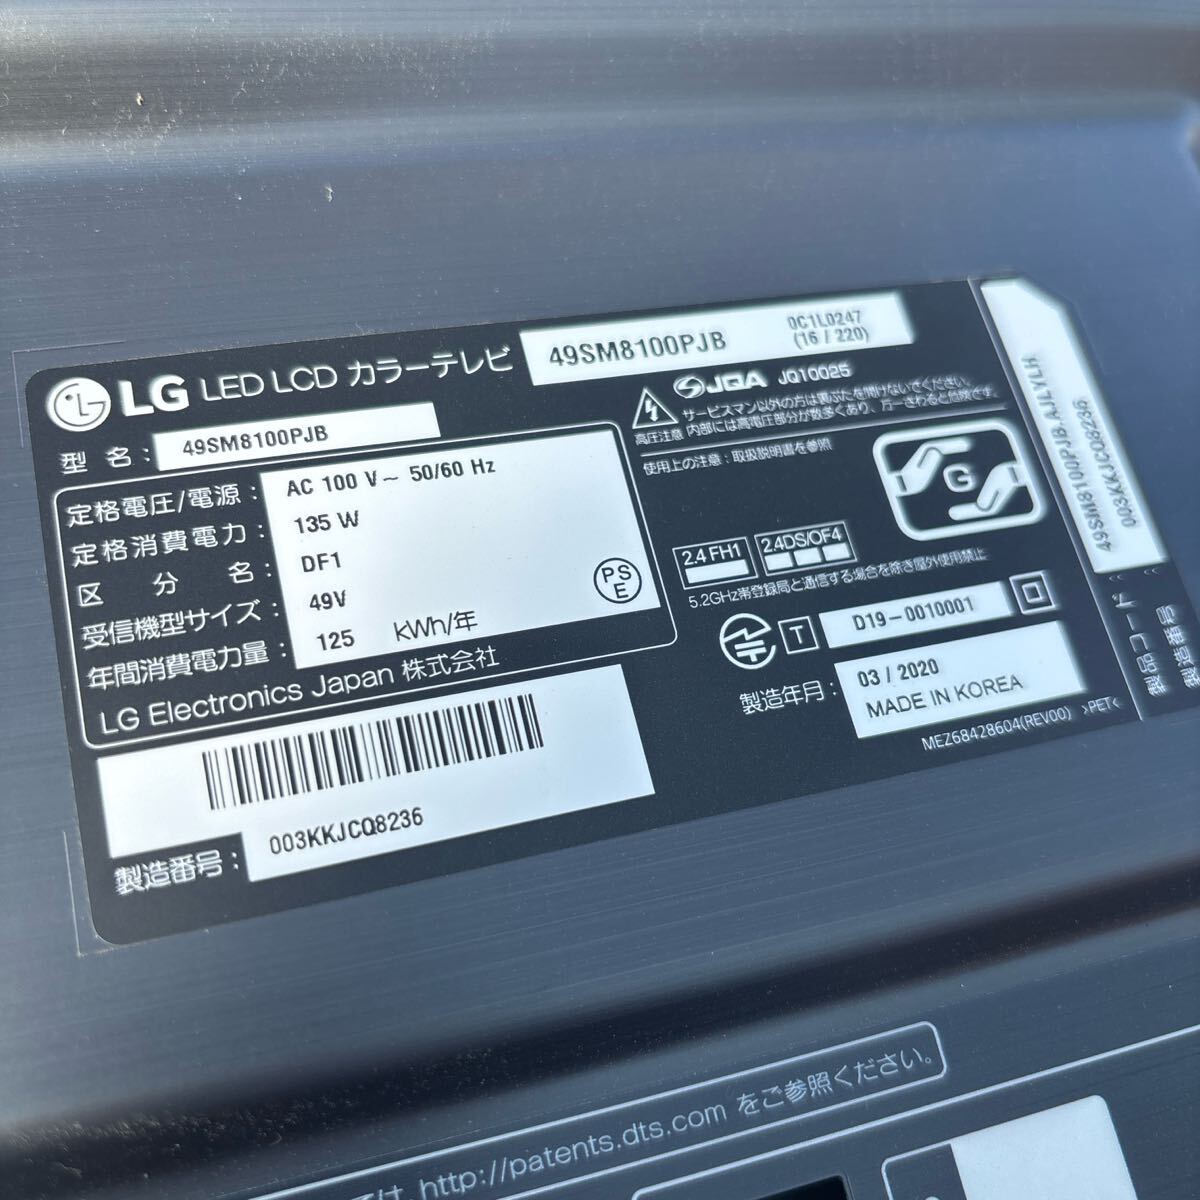 LG LED LCD カラーテレビ
49SM8100PJB
0C1L0247
(16 / 220)
型 名: 49SM8100PJB
定格電圧/電源: AC 100 V～ 50/60 Hz
定格消費電力: 135 W
区 分 名: DF1
受信機型サイズ: 49V
年間消費電力量: 125 kWh/年
PSE
LG Electronics Japan 株式会社
003KKJCQ8236
製造番号: 003KKJCQ8236
JQA JQ10025
サービスマン以外の方は裏ぶたを開けないでください。
高圧注意 内部には高電圧部分が数多くあり、万一さわると危険です。
使用上の注意:取扱説明書を参照
G
2.4 FH1
2.4DS/OF4
5.2GHz帯登録局と通信する場合を除き屋外使用禁止
T D19-0010001
製造年月: 03 / 2020
MADE IN KOREA
MEZ68428604(REV00) >PET<
49SM8100PJB.AJLYLJH
003KKJCQ8236
製造番号
http://patents.dts.com をご参照ください。